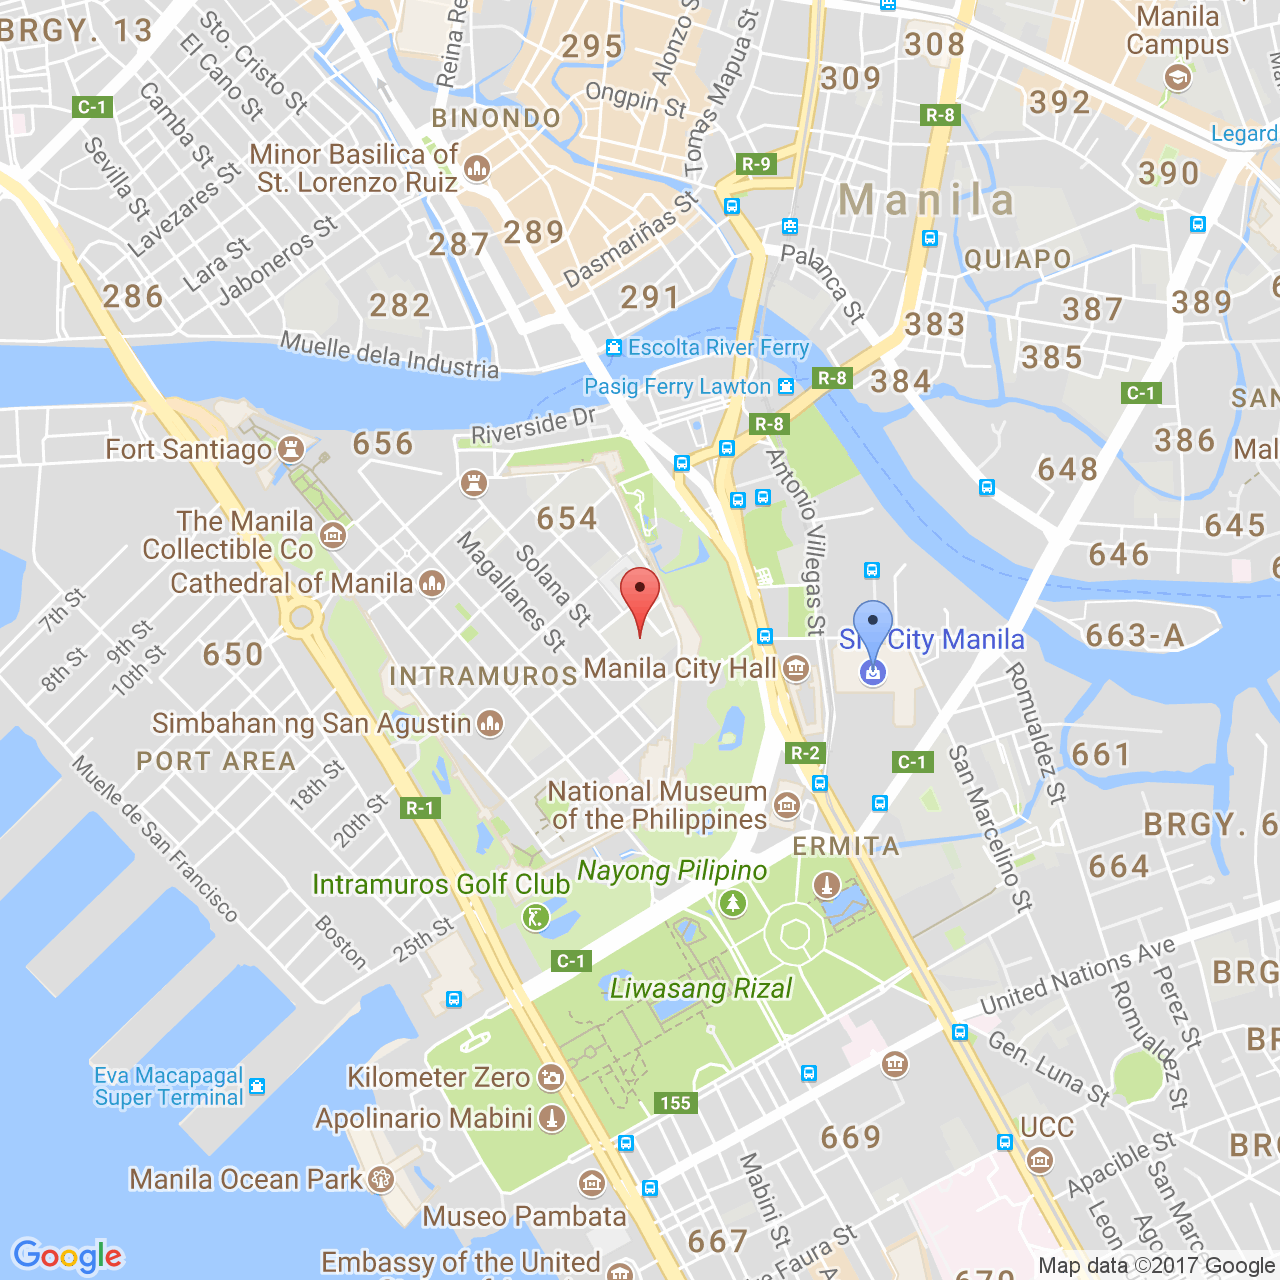 BRGY. 13
Sto. Cristo St
El Cano St
Reina Re
295
Alonzo S
Tomas Mapua St
308
309
Manila
Campus
C-1
Camba St
Sevilla St
Lavezares St
BINONDO
Ongpin St
R-8
392
Legard
Minor Basilica of
St. Lorenzo Ruiz
R-9
390
Manila
Lara St
Jaboneros St
287
289
Dasmariñas St
Palanca St
QUIAPO
286
282
291
383
387
389
Muelle dela Industria
Escolta River Ferry
385
Pasig Ferry Lawton
R-8
384
C-1
SAN
Riverside Dr
R-8
386
Mal
Fort Santiago
656
648
654
Antonio Villegas St
The Manila
Collectible Co
Magallanes St
Solana St
645
646
Cathedral of Manila
7th St
8th St
9th St
10th St
650
City Manila
663-A
INTRAMUROS
Manila City Hall
Romualdez St
Simbahan ng San Agustin
PORT AREA
R-2
C-1
661
San Marcelino St
Muelle de San Francisco
18th St
20th St
R-1
National Museum
of the Philippines
BRGY. 6
ERMITA
664
Nayong Pilipino
Intramuros Golf Club
Boston
25th St
C-1
United Nations Ave
Liwasang Rizal
Perez St
Romualdez St
BRG
Gen. Luna St
BR
Eva Macapagal
Super Terminal
Kilometer Zero
155
Apolinario Mabini
669
UCC
BR
Manila Ocean Park
Mabini St
Apacible St
San Marc
Museo Pambata
667
Faura St
Leon
Ago
Embassy of the United
670
Google
Map data ©2017 Google